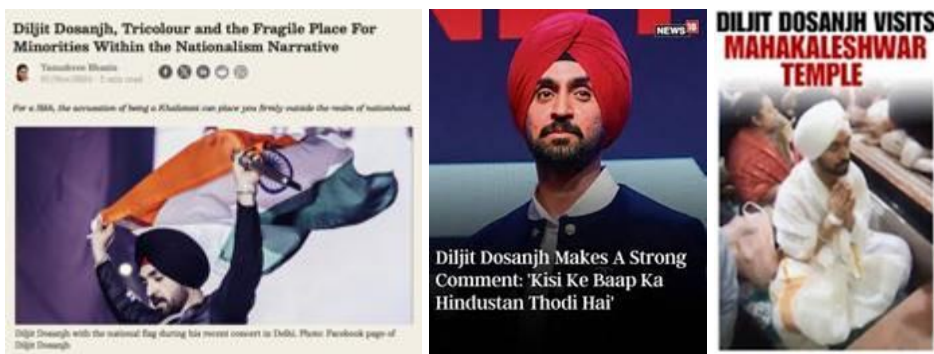 Diljit Dosanjh, Tricolour and the Fragile Place For
Minorities Within the Nationalism Narrative
For a Sikh, the accusation of being a Khalistani can place you firmly outside the realm of nationhood.
Diljit Dosanjh with the national flag during his recent concert in Delhi. Photo: Facebook page of
Diljit Dosanjh
NEWS18
Diljit Dosanjh Makes A Strong
Comment: 'Kisi Ke Baap Ka
Hindustan Thodi Hai'
DILJIT DOSANJH VISITS
MAHAKALESHWAR
TEMPLE